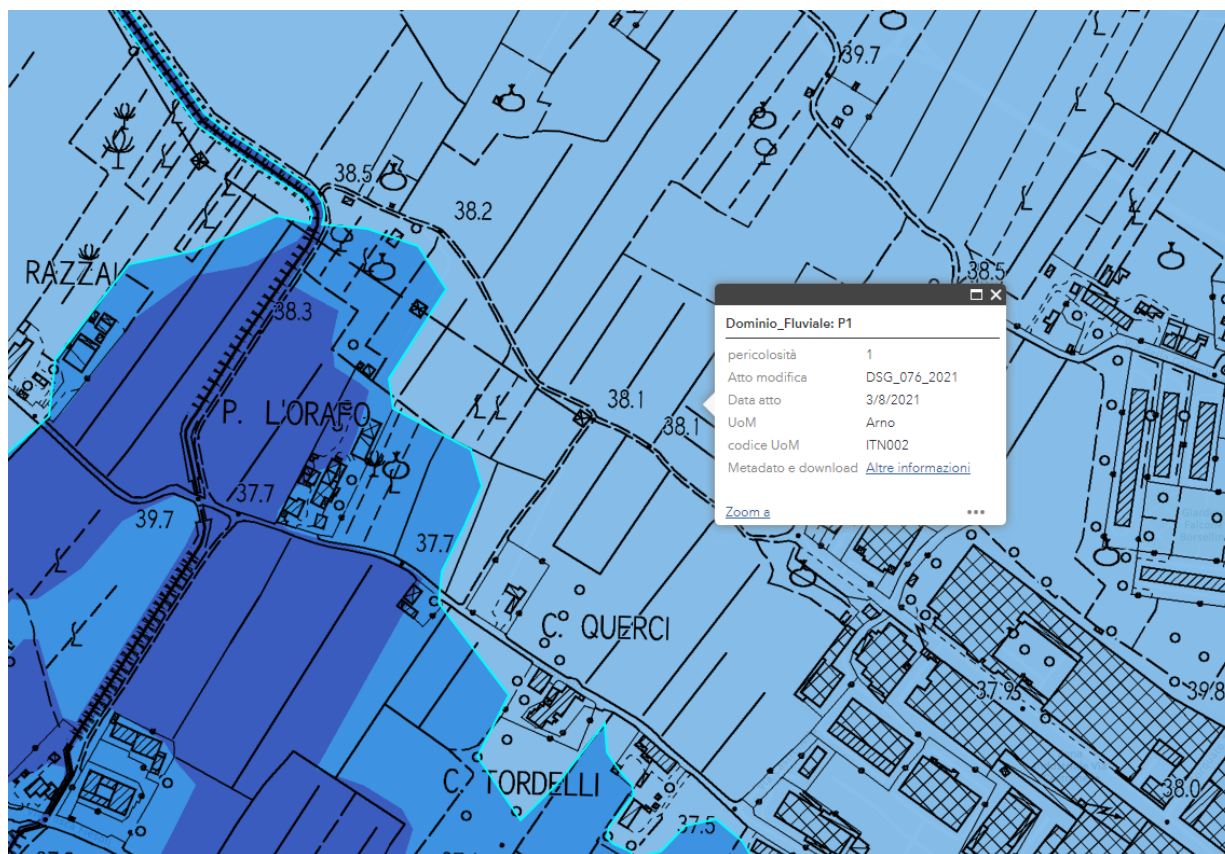 39.7
38.5
38.2
RAZZAI
38.5
38.3
Dominio_Fluviale: P1
pericolosità 1
Atto modifica DSG_076_2021
Data atto 3/8/2021
UoM Arno
codice UoM ITN002
Metadato e download Altre informazioni
Zoom a
38.1
38.1
P. L'ORAFO
37.7
39.7
37.7
C. QUERCI
37.9
39.8
C. TORDELLI
38.0
37.5